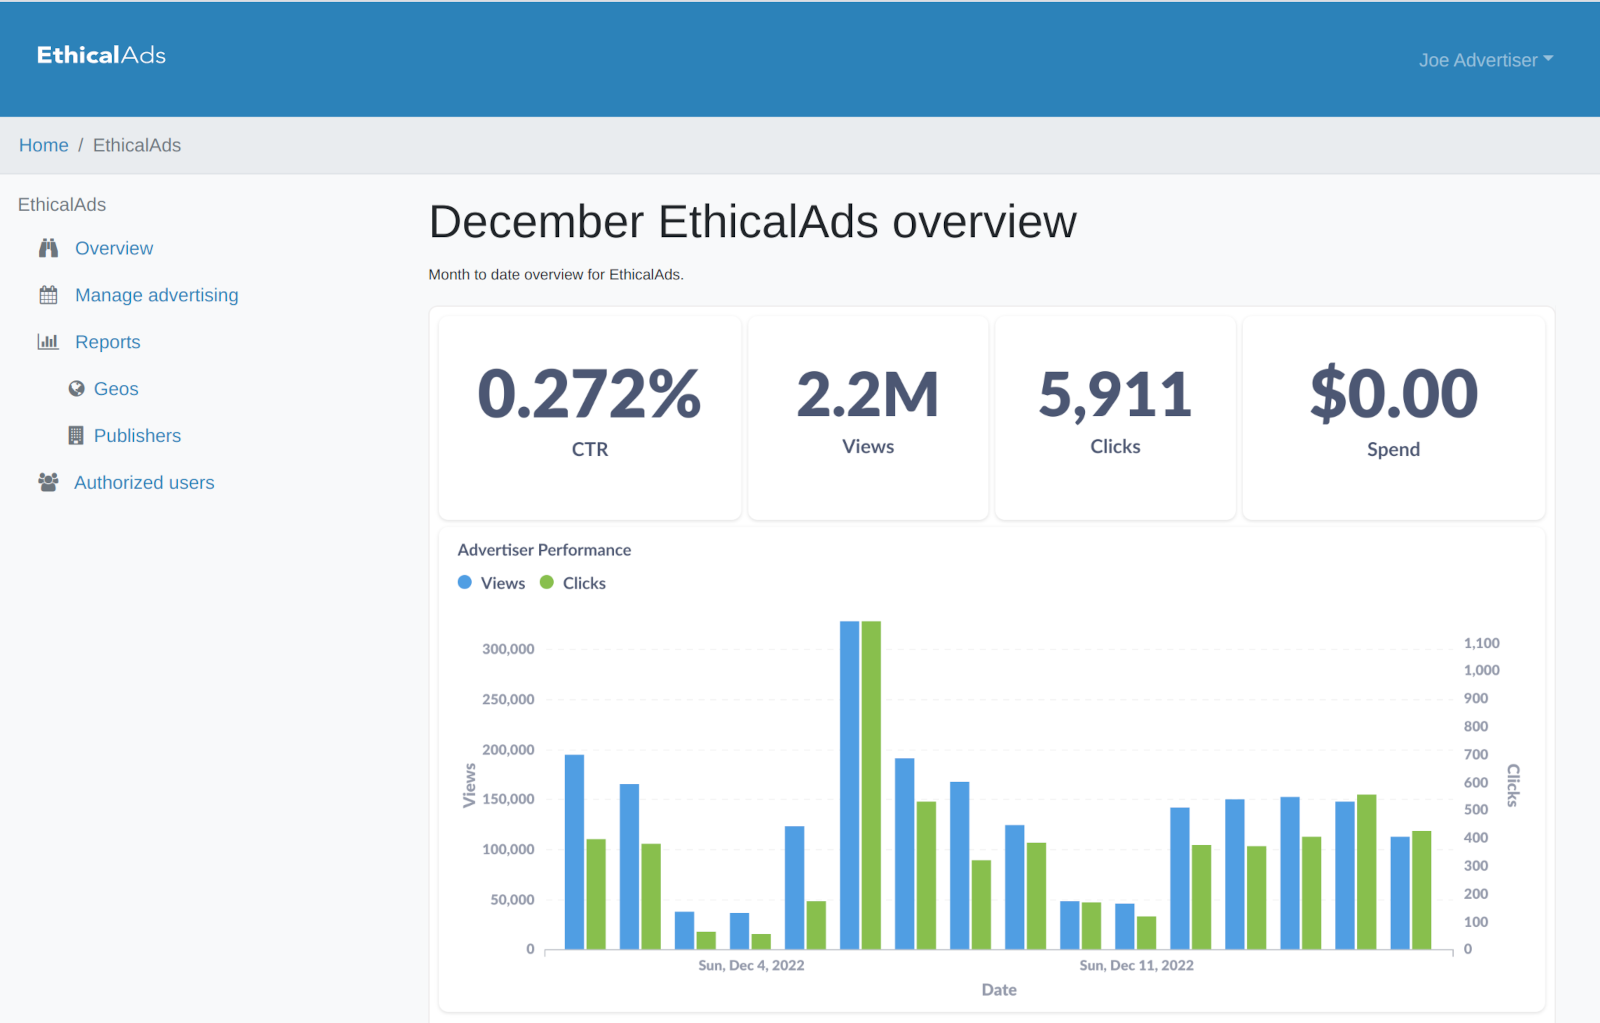 EthicalAds
Joe Advertiser
Home / EthicalAds
EthicalAds
Overview
Manage advertising
Reports
Geos
Publishers
Authorized users
December EthicalAds overview
Month to date overview for EthicalAds.
0.272%
CTR
2.2M
Views
5,911
Clicks
$0.00
Spend
Advertiser Performance
Views Clicks
Views
300,000
250,000
200,000
150,000
100,000
50,000
0
1,100
1,000
900
800
700
600
500
400
300
200
100
0
Clicks
Sun, Dec 4, 2022
Sun, Dec 11, 2022
Date